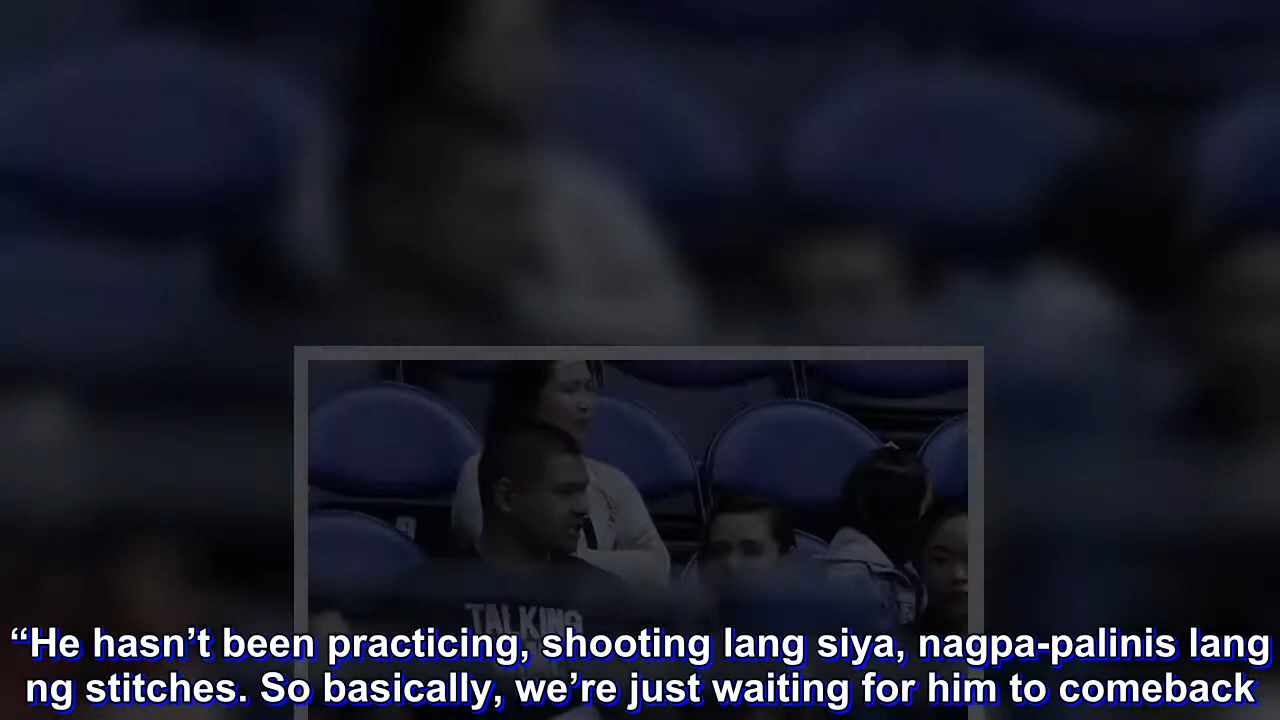 TALKING
“He hasn’t been practicing, shooting lang siya, nagpa-palinis lang
ng stitches. So basically, we’re just waiting for him to comeback